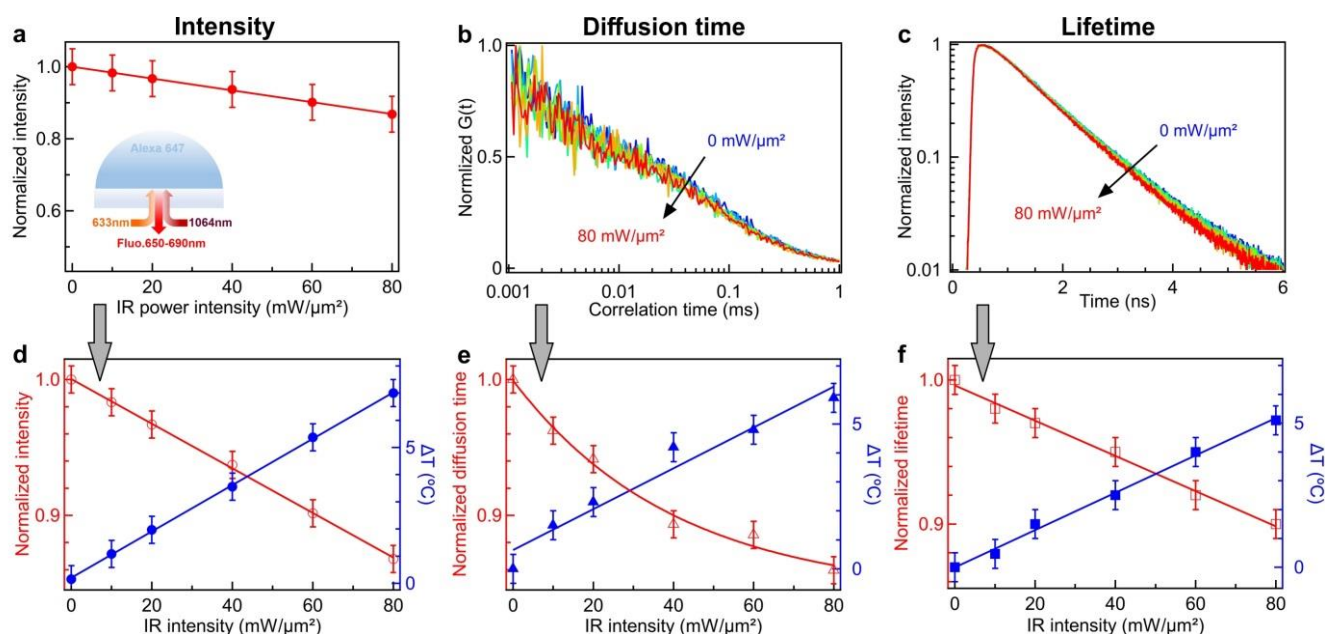 Intensity
Diffusion time
Lifetime
a
Normalized intensity
1.0
0.8
0.6
Alexa 647
633nm
1064nm
Fluo.650-690nm
0
20
40
60
80
IR power intensity (mW/µm²)
b
Normlized G(t)
1.0
0.5
0
0 mW/µm²
80 mW/µm²
0.001
0.01
0.1
1
Correlation time (ms)
c
Normalized intensity
1
0.1
0.01
0 mW/µm²
80 mW/µm²
0
2
4
6
Time (ns)
d
Normalized intensity
1.0
0.9
5
0
ΔT (ºC)
0
20
40
60
80
IR intensity (mW/µm²)
e
Normalized diffusion time
1.0
0.9
5
0
ΔT (ºC)
0
20
40
60
80
IR intensity (mW/µm²)
f
Normalized lifetime
1.0
0.9
5
0
ΔT (ºC)
0
20
40
60
80
IR intensity (mW/µm²)